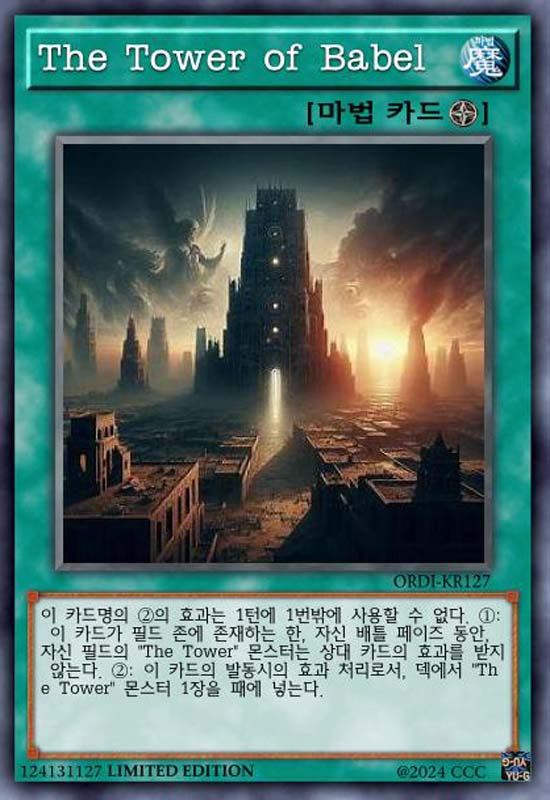 The Tower of Babel
마법
魔
[마법 카드]
ORDI-KR127
이 카드명의 ②의 효과는 1턴에 1번밖에 사용할 수 없다. ①:
이 카드가 필드 존에 존재하는 한, 자신 배틀 페이즈 동안,
자신 필드의 "The Tower" 몬스터는 상대 카드의 효과를 받지
않는다. ②: 이 카드의 발동시의 효과 처리로서, 덱에서 "Th
e Tower" 몬스터 1장을 패에 넣는다.
124131127 LIMITED EDITION
@2024 CCC